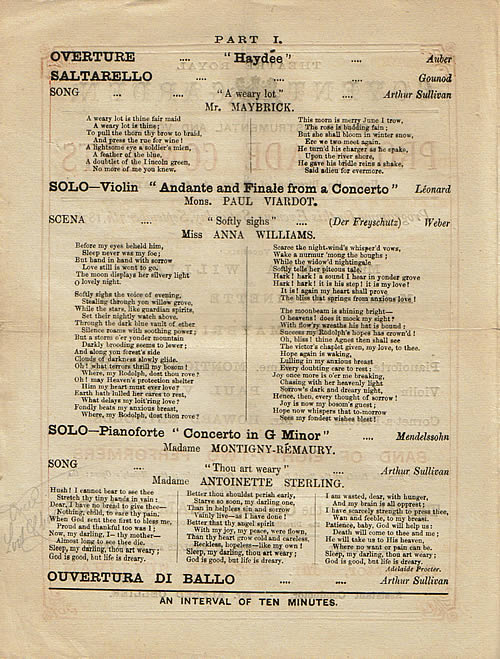 PART I.
OVERTURE .... "Haydée" .... Auber
SALTARELLO .... .... .... Gounod
SONG ... ... "A weary lot" .... Arthur Sullivan
Mr. MAYBRICK.
A weary lot is thine fair maid
A weary lot is thine;
To pull the thorn thy brow to braid,
And press the rue for wine!
A lightsome eye a soldier's mien,
A feather of the blue,
A doublet of the Lincoln green,
No more of me you knew.
This morn is merry June I trow,
The rose is budding fain;
But she shall bloom in winter snow,
Ere we two meet again.
He turn'd his charger as he spake,
Upon the river shore,
He gave his bridle reins a shake,
Said adieu for evermore.
SOLO—Violin "Andante and Finale from a Concerto" Léonard
Mons. PAUL VIARDOT.
SCENA .... "Softly sighs" .... (Der Freyschutz) Weber
Miss ANNA WILLIAMS.
Before my eyes beheld him,
Sleep never was my foe;
But hand in hand with sorrow
Love still is wont to go.
The moon displays her silvery light
O lovely night.
Softly sighs the voice of evening,
Stealing through yon willow grove,
While the stars, like guardian spirits,
Set their nightly watch above.
Through the dark blue vault of ether
Silence roams with soothing power;
But a storm o'er yonder mountain
Darkly brooding seems to lower;
And along yon forest's side
Clouds of darkness slowly glide.
Oh! what terrors thrill my bosom
Where, my Rodolph, dost thou rove?
Oh! may Heaven's protection shelter
Him my heart must ever love!
Earth hath lulled her cares to rest,
What delays my loit'ring love?
Fondly beats my anxious breast,
Where, my Rodolph, dost thou rove!
Scarce the night-wind's whisper'd vows,
Wake a murmur 'mong the boughs;
While the widow'd nightingale
Softly tells her piteous tale.
Hark! hark! a sound I hear in yonder grove
Hark! hark! it is his step! it is my love!
It is! again my heart shall prove
The bliss that springs from anxious love!
The moonbeam is shining bright—
O heavens! does it mock my sight?
With flow'ry wreaths his hat is bound;
Success my Rodolph's hopes has crown'd!
Oh, bliss! thine Agnes then shall see
The victor's chaplet given, my love, to thee.
Hope again is waking,
Lulling in my anxious breast
Every doubting care to rest;
Joy once more is o'er me breaking,
Chasing with her heavenly light
Sorrow's dark and dreary night,
Hence, then, every thought of sorrow!
Joy is now my bosom's guest;
Hope now whispers that to-morrow
Sees my fondest wishes blest!
SOLO—Pianoforte "Concerto in G Minor" .... Mendelssohn
Madame MONTIGNY-RÉMAURY.
SONG .... "Thou art weary" .... Arthur Sullivan
Madame ANTOINETTE STERLING.
Hush! I cannot bear to see thee
Stretch thy tiny hands in vain;
Dear, I have no bread to give thee—
Nothing, child, to ease thy pain.
When God sent thee first to bless me,
Proud and thankful too was I;
Now, my darling, I— thy mother—
Almost long to see thee die.
Sleep, my darling, thou art weary;
God is good, but life is dreary.
Better thou shouldst perish early,
Starve so soon, my darling one,
Than in helpless sin and sorrow
Vainly live—as I have done!
Better that thy angel spirit
With my joy, my peace, were flown,
Than thy heart grow cold and careless.
Reckless, hopeless—like my own!
Sleep, my darling, thou art weary;
God is good, but life is dreary.
I am wasted, dear, with hunger,
And my brain is all opprest;
I have scarcely strength to press thee,
Wan and feeble, to my breast.
Patience, baby, God will help us;
Death will come to thee and me;
He will take us to His heaven,
Where no want or pain can be.
Sleep, my darling, thou art weary;
God is good, but life is dreary.
Adelaide Procter.
OUVERTURA DI BALLO .... .... Arthur Sullivan
AN INTERVAL OF TEN MINUTES.